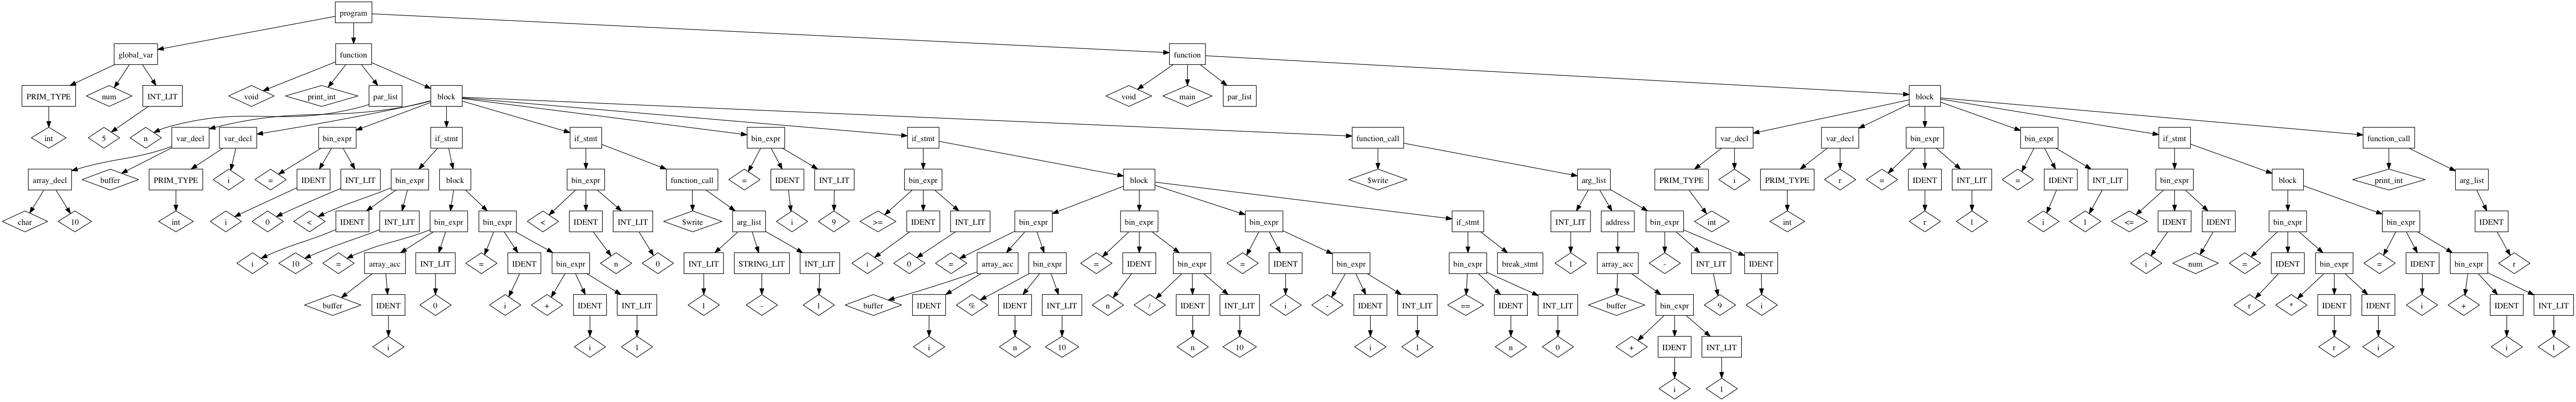 program
global_var function function
PRIM_TYPE num INT_LIT void print_int par_list block void main par_list block
int 5 n var_decl var_decl bin_expr if_stmt if_stmt bin_expr if_stmt function_call var_decl var_decl bin_expr bin_expr if_stmt function_call
array_decl buffer PRIM_TYPE i = IDENT INT_LIT bin_expr block bin_expr function_call = IDENT INT_LIT bin_expr block $write arg_list PRIM_TYPE i PRIM_TYPE r = IDENT INT_LIT = IDENT INT_LIT bin_expr block print_int arg_list
char 10 int i 0 < IDENT INT_LIT bin_expr bin_expr < IDENT INT_LIT $write arg_list i 9 >= IDENT INT_LIT bin_expr bin_expr bin_expr if_stmt INT_LIT address bin_expr int int r 1 i 1 <= IDENT IDENT bin_expr bin_expr IDENT
i 10 = array_acc INT_LIT = IDENT bin_expr n 0 INT_LIT STRING_LIT INT_LIT i 0 = array_acc bin_expr = IDENT bin_expr = IDENT bin_expr bin_expr break_stmt 1 array_acc - INT_LIT IDENT i num = IDENT bin_expr = IDENT bin_expr r
buffer IDENT 0 i + IDENT INT_LIT 1 - 1 buffer IDENT % IDENT INT_LIT n / IDENT INT_LIT i - IDENT INT_LIT == IDENT INT_LIT buffer bin_expr 9 i r * IDENT IDENT i + IDENT INT_LIT
i i 1 i n 10 n 10 i 1 n 0 + IDENT INT_LIT r i i 1
i 1